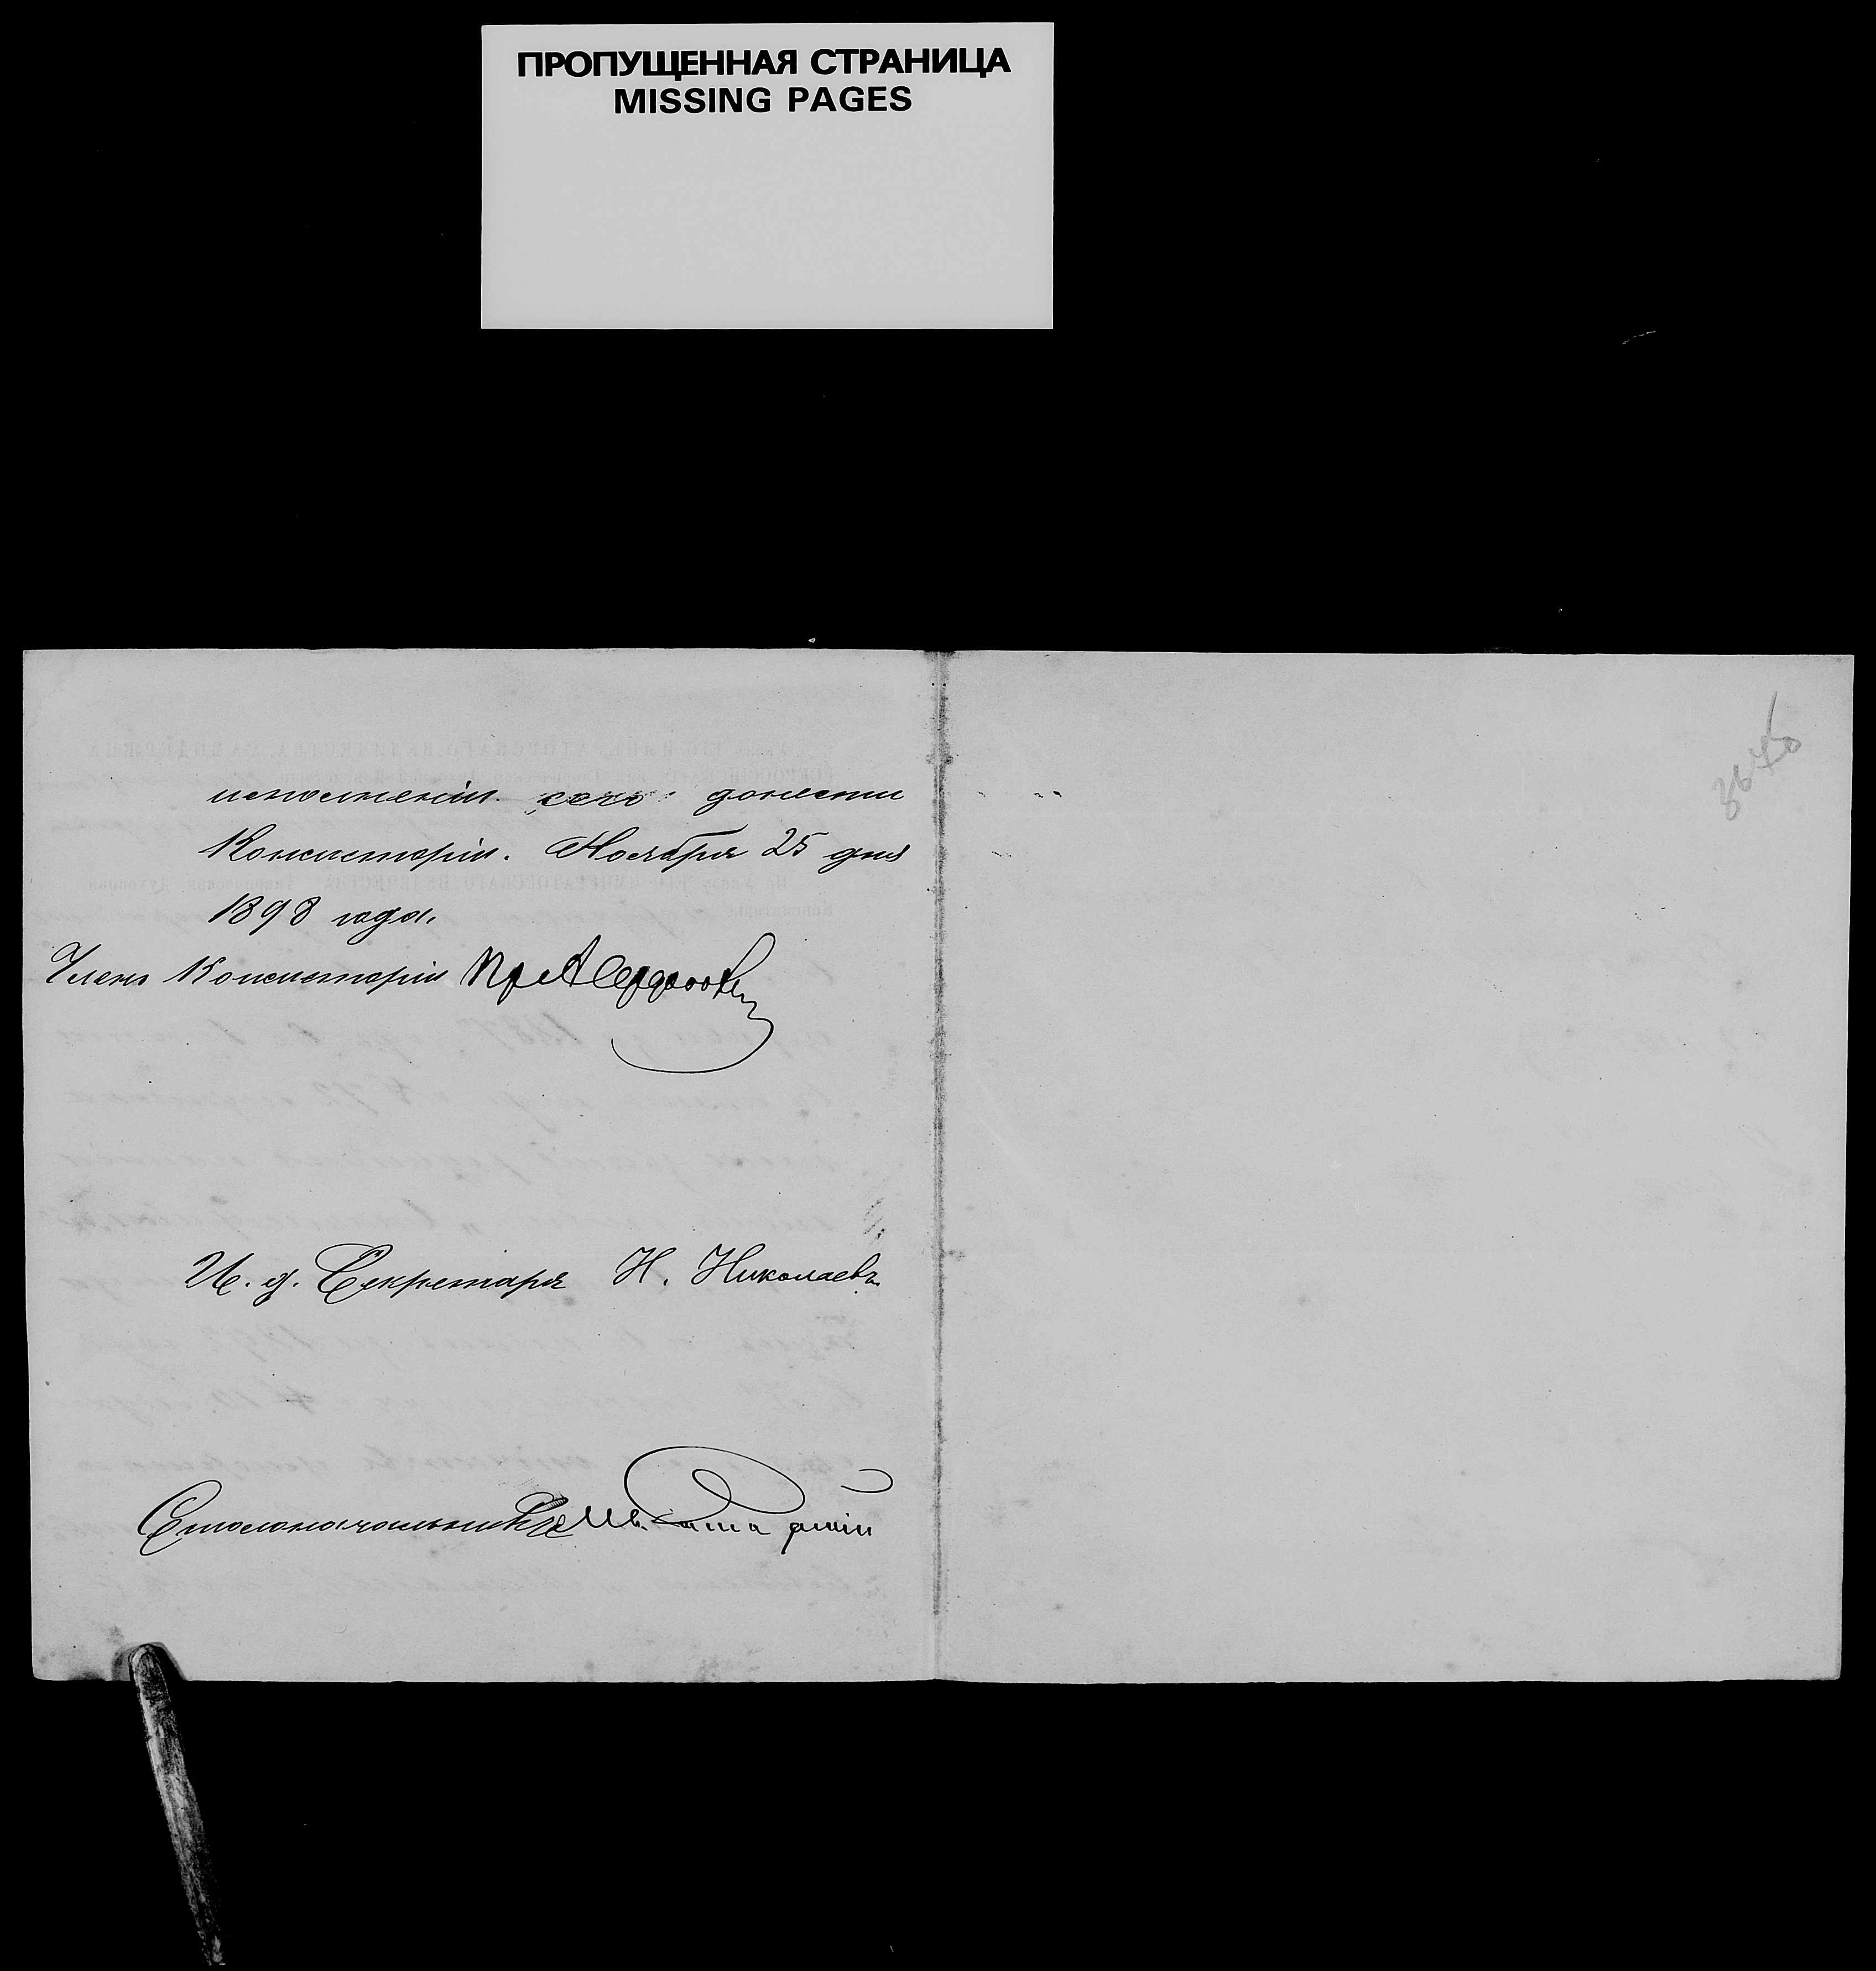 ПРОПУЩЕННАЯ СТРАНИЦА
MISSING PAGES
исполненіи сего донести
Консисторіи. Ноября 25 дня
1898 года.
Членъ Консисторіи
И. д. Секретаря Н. Николаевъ
Столоначальникъ